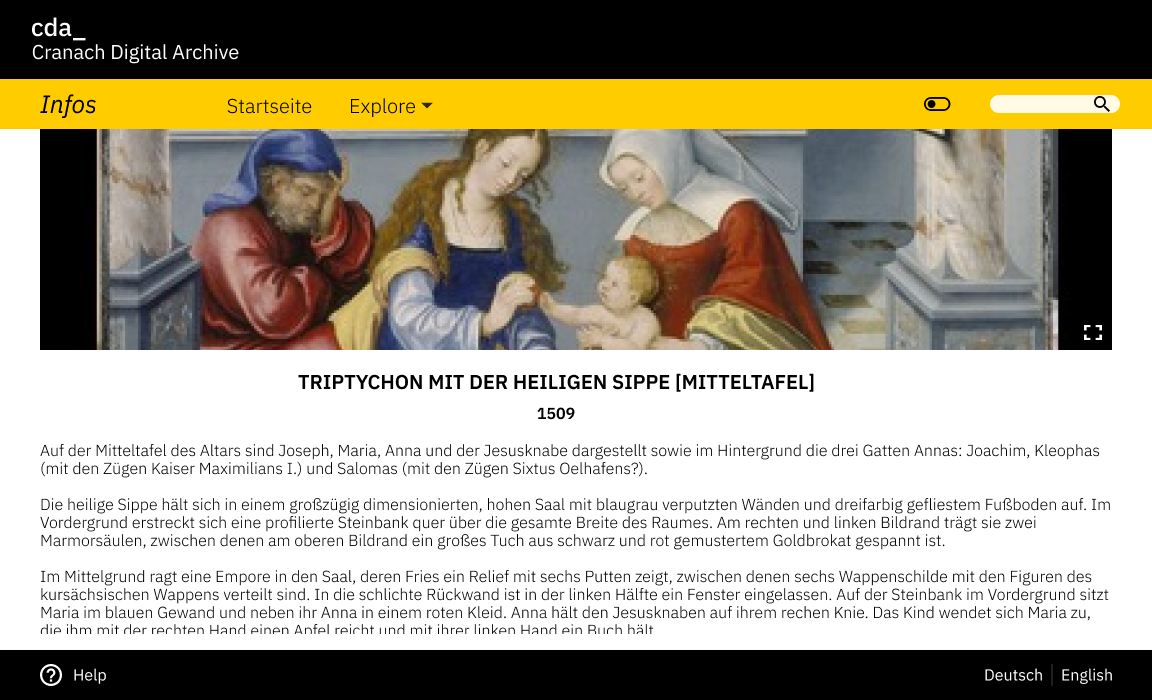 cda_
Cranach Digital Archive
Infos
Startseite
Explore
TRIPTYCHON MIT DER HEILIGEN SIPPE [MITTELTAFEL]
1509
Auf der Mitteltafel des Altars sind Joseph, Maria, Anna und der Jesusknabe dargestellt sowie im Hintergrund die drei Gatten Annas: Joachim, Kleophas
(mit den Zügen Kaiser Maximilians I.) und Salomas (mit den Zügen Sixtus Oelhafens?).
Die heilige Sippe hält sich in einem großzügig dimensionierten, hohen Saal mit blaugrau verputzten Wänden und dreifarbig gefliestem Fußboden auf. Im
Vordergrund erstreckt sich eine profilierte Steinbank quer über die gesamte Breite des Raumes. Am rechten und linken Bildrand trägt sie zwei
Marmorsäulen, zwischen denen am oberen Bildrand ein großes Tuch aus schwarz und rot gemustertem Goldbrokat gespannt ist.
Im Mittelgrund ragt eine Empore in den Saal, deren Fries ein Relief mit sechs Putten zeigt, zwischen denen sechs Wappenschilde mit den Figuren des
kursächsischen Wappens verteilt sind. In die schlichte Rückwand ist in der linken Hälfte ein Fenster eingelassen. Auf der Steinbank im Vordergrund sitzt
Maria im blauen Gewand und neben ihr Anna in einem roten Kleid. Anna hält den Jesusknaben auf ihrem rechen Knie. Das Kind wendet sich Maria zu,
die ihm mit der rechten Hand einen Apfel reicht und mit ihrer linken Hand ein Buch hält.
Help
Deutsch
English